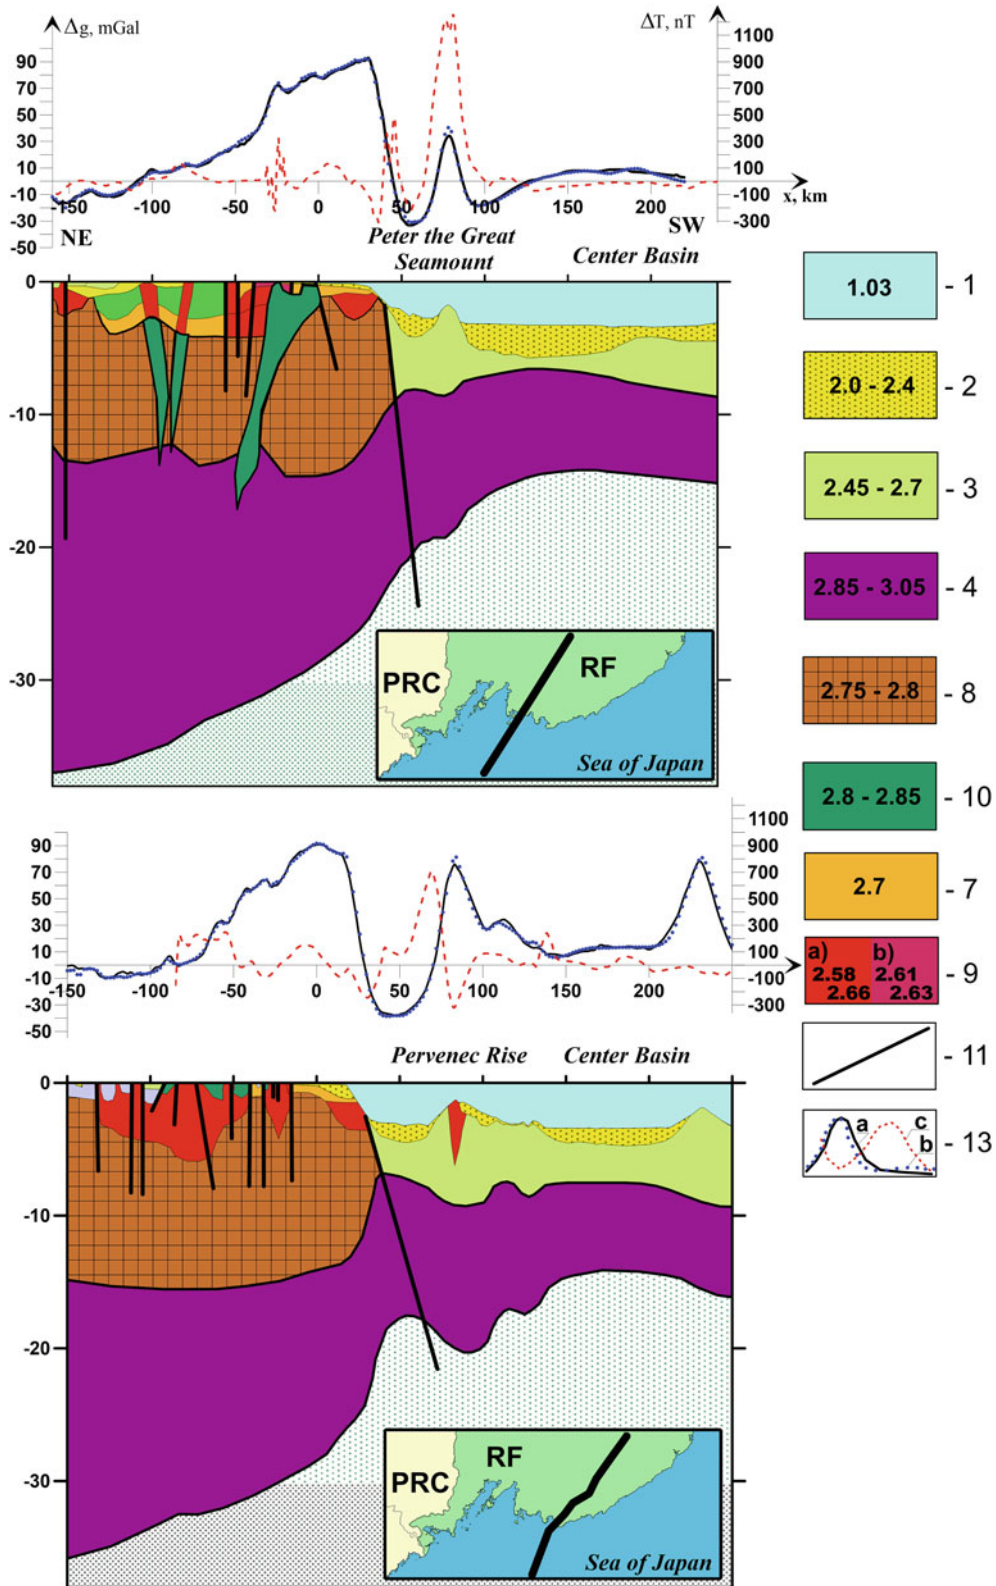 Δg, mGal
ΔT, nT
90
70
50
30
10
-10
-30
-50
1100
900
700
300
100
-100
-300
-150 -100 -50 0 50 100 150 200
x, km
NE
SW
Peter the Great
Seamount
Center Basin
0
-10
-20
-30
PRC
RF
Sea of Japan
90
70
50
30
10
-10
-30
-50
1100
900
700
500
300
100
-100
-300
-150 -100 -50 0 50 100 150 200
Pervenec Rise
Center Basin
0
-10
-20
-30
PRC
RF
Sea of Japan
1.03 - 1
2.0 - 2.4 - 2
2.45 - 2.7 - 3
2.85 - 3.05 - 4
2.75 - 2.8 - 8
2.8 - 2.85 - 10
2.7 - 7
a) b)
2.58 2.61 - 9
2.66 2.63
- 11
a c
b - 13